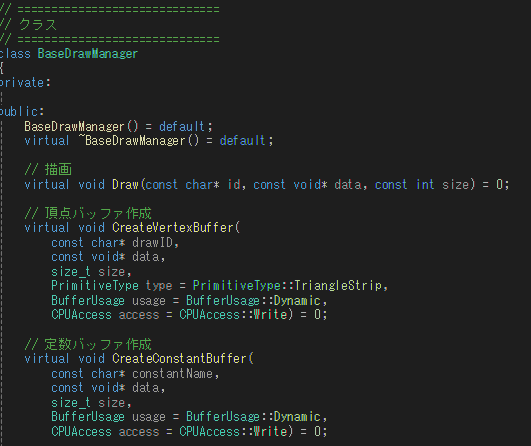 // ==============================
// クラス
// ==============================
class BaseDrawManager
{
private:

public:
    BaseDrawManager() = default;
    virtual ~BaseDrawManager() = default;

    // 描画
    virtual void Draw(const char* id, const void* data, const int size) = 0;

    // 頂点バッファ作成
    virtual void CreateVertexBuffer(
        const char* drawID,
        const void* data,
        size_t size,
        PrimitiveType type = PrimitiveType::TriangleStrip,
        BufferUsage usage = BufferUsage::Dynamic,
        CPUAccess access = CPUAccess::Write) = 0;

    // 定数バッファ作成
    virtual void CreateConstantBuffer(
        const char* constantName,
        const void* data,
        size_t size,
        BufferUsage usage = BufferUsage::Dynamic,
        CPUAccess access = CPUAccess::Write) = 0;